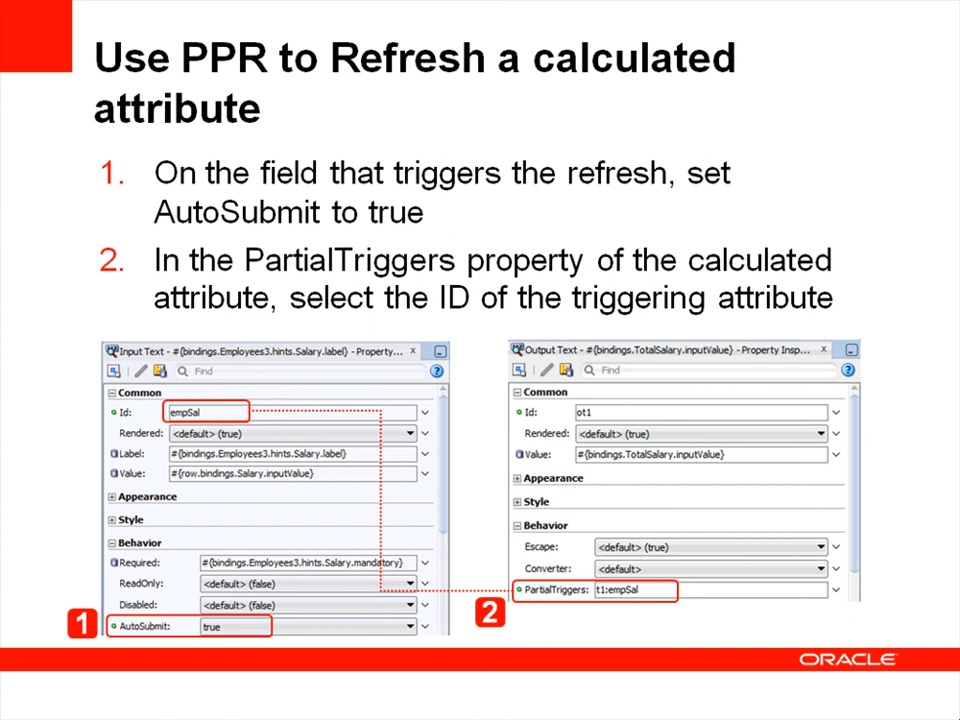 Use PPR to Refresh a calculated
attribute
1. On the field that triggers the refresh, set
AutoSubmit to true
2. In the PartialTriggers property of the calculated
attribute, select the ID of the triggering attribute
Input Text - #{bindings.Employees3.hints.Salary.label} - Property... x
Find
Common
Id: empSal
Rendered: <default> (true)
Label: #{bindings.Employees3.hints.Salary.label}
Value: #{row.bindings.Salary.inputValue}
Appearance
Style
Behavior
Required: #{bindings.Employees3.hints.Salary.mandatory}
ReadOnly: <default> (false)
Disabled: <default> (false)
1 AutoSubmit: true
Output Text - #{bindings.TotalSalary.inputValue} - Property Insp... x
Find
Common
Id: ot1
Rendered: <default> (true)
Value: #{bindings.TotalSalary.inputValue}
Appearance
Style
Behavior
Escape: <default> (true)
Converter: <default>
2 PartialTriggers: t1:empSal
ORACLE